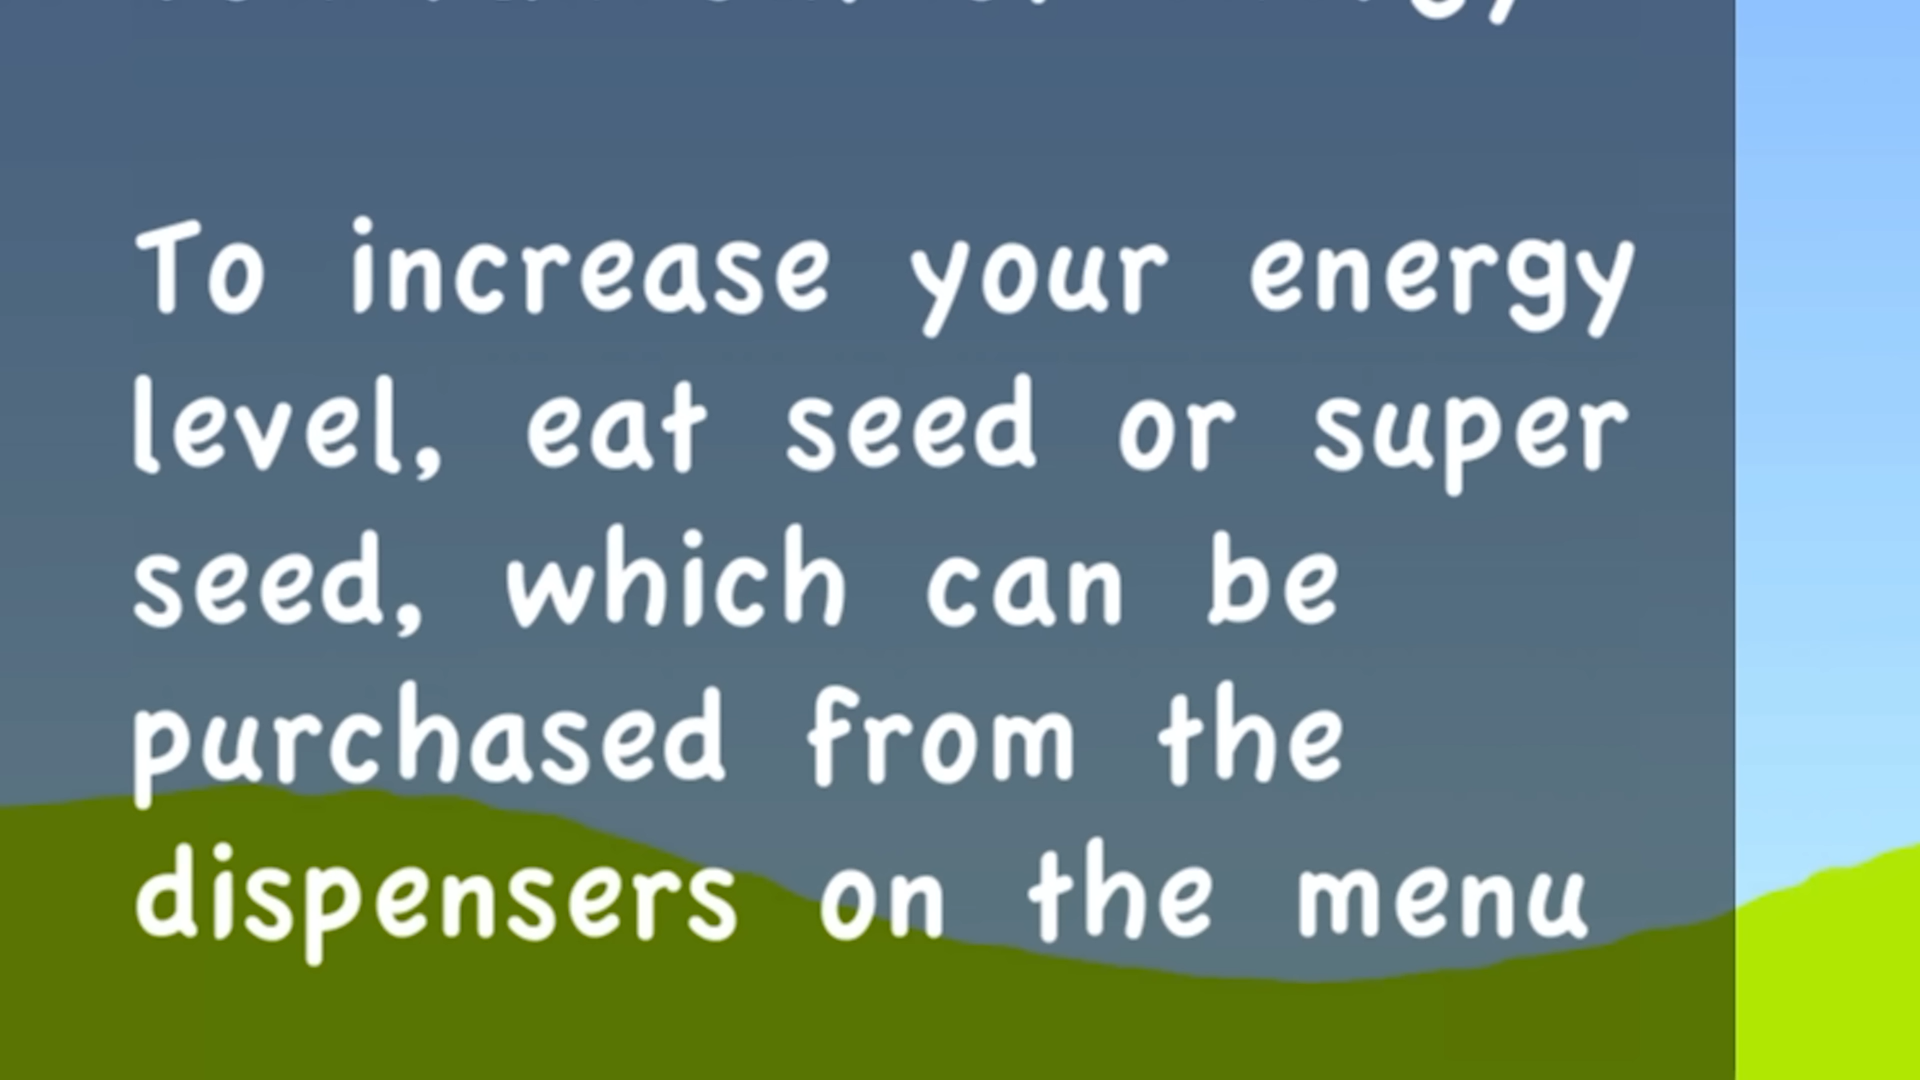 To increase your energy
level, eat seed or super
seed, which can be
purchased from the
dispensers on the menu